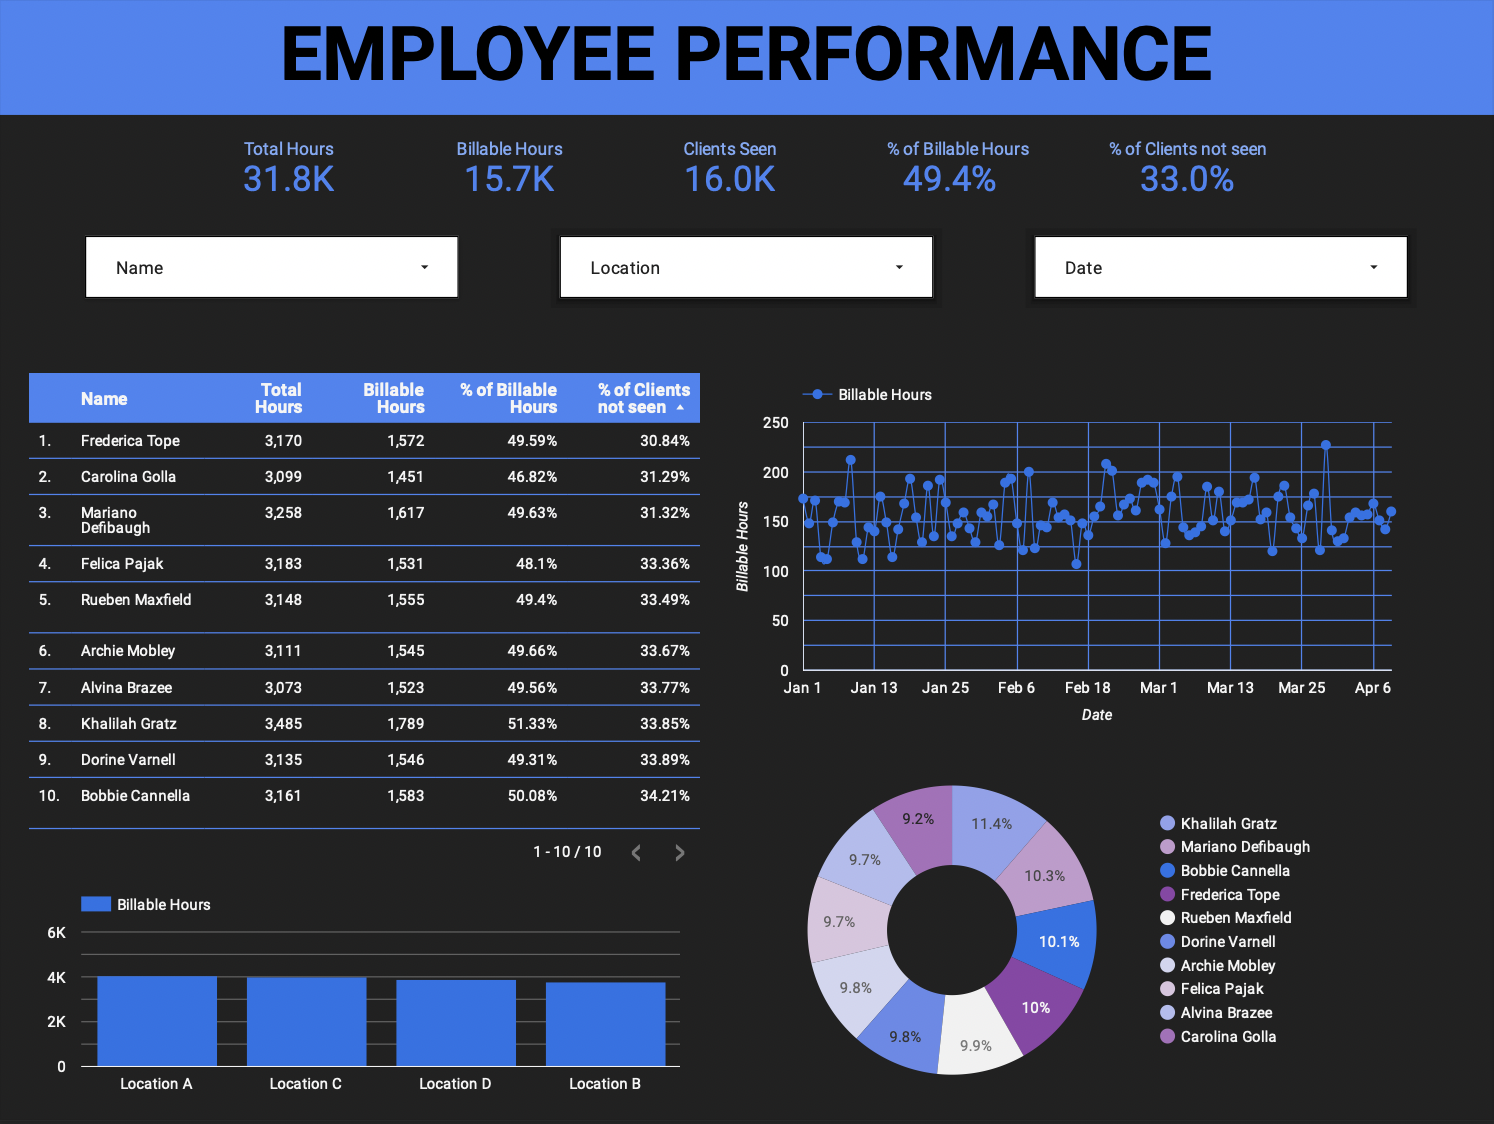 EMPLOYEE PERFORMANCE
Total Hours
31.8K
Billable Hours
15.7K
Clients Seen
16.0K
% of Billable Hours
49.4%
% of Clients not seen
33.0%
Name
Location
Date
Name Total Hours Billable Hours % of Billable Hours % of Clients not seen
1. Frederica Tope 3,170 1,572 49.59% 30.84%
2. Carolina Golla 3,099 1,451 46.82% 31.29%
3. Mariano Defibaugh 3,258 1,617 49.63% 31.32%
4. Felica Pajak 3,183 1,531 48.1% 33.36%
5. Rueben Maxfield 3,148 1,555 49.4% 33.49%
6. Archie Mobley 3,111 1,545 49.66% 33.67%
7. Alvina Brazee 3,073 1,523 49.56% 33.77%
8. Khalilah Gratz 3,485 1,789 51.33% 33.85%
9. Dorine Varnell 3,135 1,546 49.31% 33.89%
10. Bobbie Cannella 3,161 1,583 50.08% 34.21%
1 - 10 / 10
Billable Hours
250
200
150
100
50
0
Billable Hours
Jan 1 Jan 13 Jan 25 Feb 6 Feb 18 Mar 1 Mar 13 Mar 25 Apr 6
Date
Billable Hours
6K
4K
2K
0
Location A Location C Location D Location B
11.4%
10.3%
10.1%
10%
9.9%
9.8%
9.8%
9.7%
9.7%
9.2%
Khalilah Gratz
Mariano Defibaugh
Bobbie Cannella
Frederica Tope
Rueben Maxfield
Dorine Varnell
Archie Mobley
Felica Pajak
Alvina Brazee
Carolina Golla